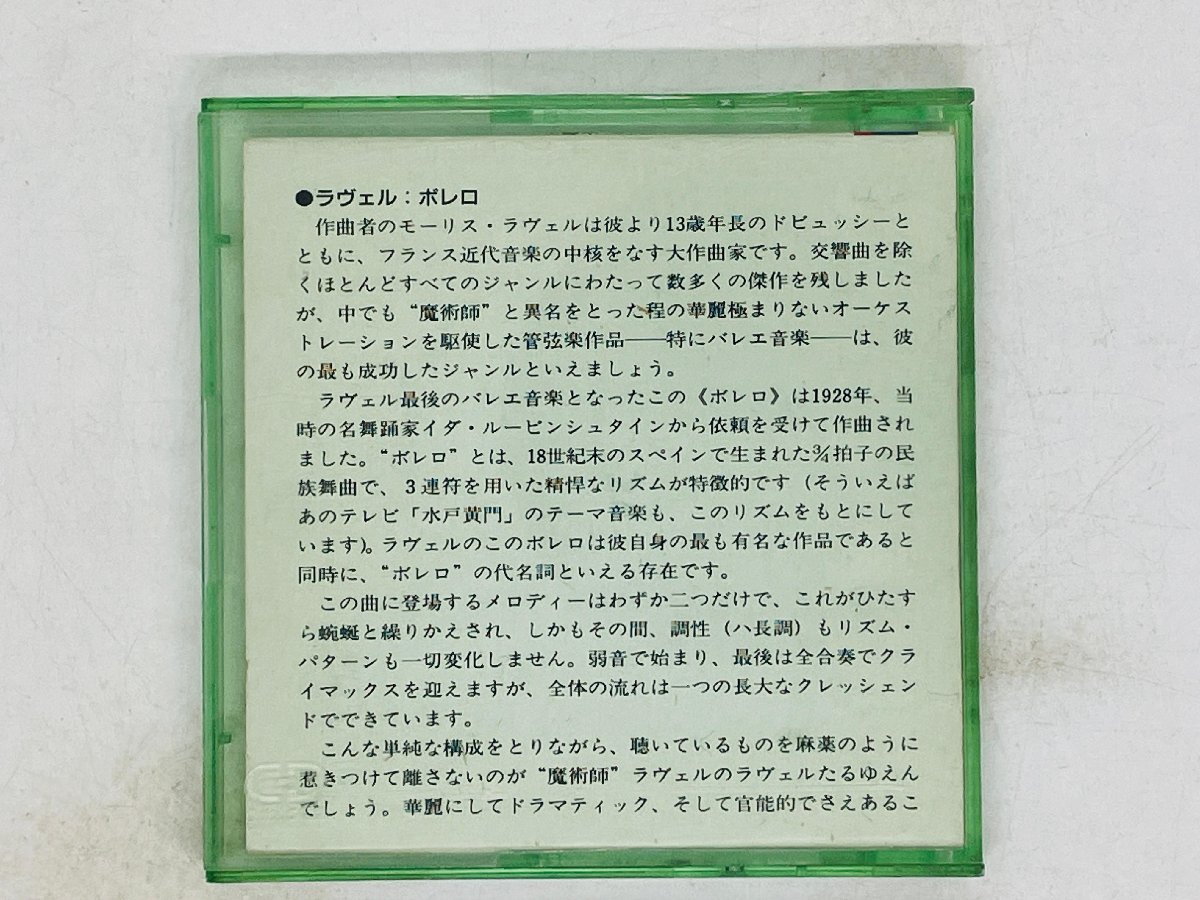 ●ラヴェル：ボレロ
作曲者のモーリス・ラヴェルは彼より13歳年長のドビュッシーと
ともに、フランス近代音楽の中核をなす大作曲家です。交響曲を除
くほとんどすべてのジャンルにわたって数多くの傑作を残しました
が、中でも“魔術師”と異名をとった程の華麗極まりないオーケス
トレーションを駆使した管弦楽作品——特にバレエ音楽——は、彼
の最も成功したジャンルといえましょう。
ラヴェル最後のバレエ音楽となったこの《ボレロ》は1928年、当
時の名舞踊家イダ・ルービンシュタインから依頼を受けて作曲され
ました。“ボレロ”とは、18世紀末のスペインで生まれた¾拍子の民
族舞曲で、3連符を用いた精悍なリズムが特徴的です（そういえば
あのテレビ「水戸黄門」のテーマ音楽も、このリズムをもとにして
います)。ラヴェルのこのボレロは彼自身の最も有名な作品であると
同時に、“ボレロ”の代名詞といえる存在です。
この曲に登場するメロディーはわずか二つだけで、これがひたす
ら蜿蜒と繰りかえされ、しかもその間、調性（ハ長調）もリズム・
パターンも一切変化しません。弱音で始まり、最後は全合奏でクラ
イマックスを迎えますが、全体の流れは一つの長大なクレッシェン
ドでできています。
こんな単純な構成をとりながら、聴いているものを麻薬のように
惹きつけて離さないのが“魔術師”ラヴェルのラヴェルたるゆえん
でしょう。華麗にしてドラマティック、そして官能的でさえあるこ